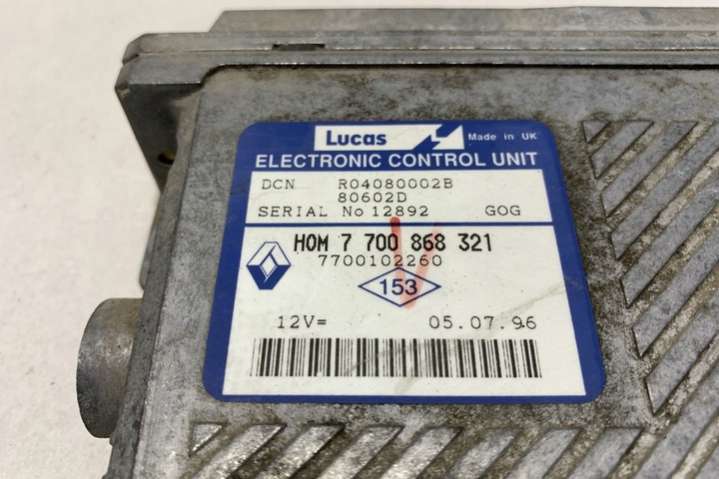 Lucas Made in UK
ELECTRONIC CONTROL UNIT
DCN R04080002B
80602D
SERIAL No 12892 GOG
HOM 7 700 868 321
7700102260
153
12V= 05.07.96